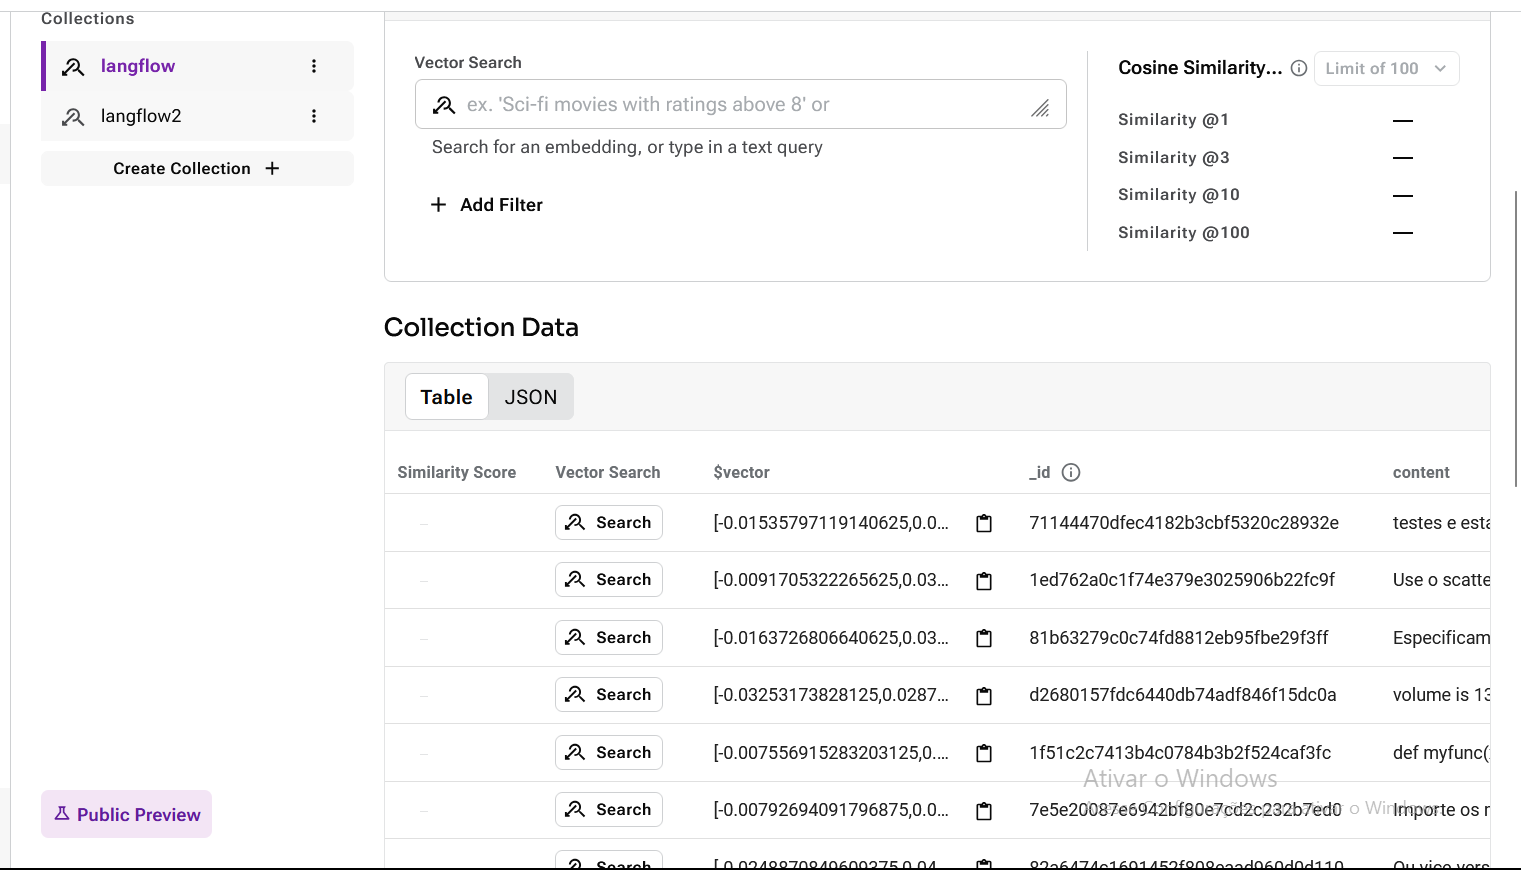 Collections
langflow
langflow2
Create Collection +
Public Preview
Vector Search
ex. 'Sci-fi movies with ratings above 8' or
Search for an embedding, or type in a text query
+ Add Filter
Cosine Similarity... Limit of 100
Similarity @1 —
Similarity @3 —
Similarity @10 —
Similarity @100 —
Collection Data
Table JSON
Similarity Score Vector Search $vector _id content
– Search [-0.01535797119140625,0.0... 71144470dfec4182b3cbf5320c28932e testes e esta
– Search [-0.0091705322265625,0.03... 1ed762a0c1f74e379e3025906b22fc9f Use o scatte
– Search [-0.0163726806640625,0.03... 81b63279c0c74fd8812eb95fbe29f3ff Especificam
– Search [-0.03253173828125,0.0287... d2680157fdc6440db74adf846f15dc0a volume is 13
– Search [-0.007556915283203125,0.... 1f51c2c7413b4c0784b3b2f524caf3fc def myfunc(
Ativar o Windows
– Search [-0.00792694091796875,0.0... Importe os
o Windows.
Search